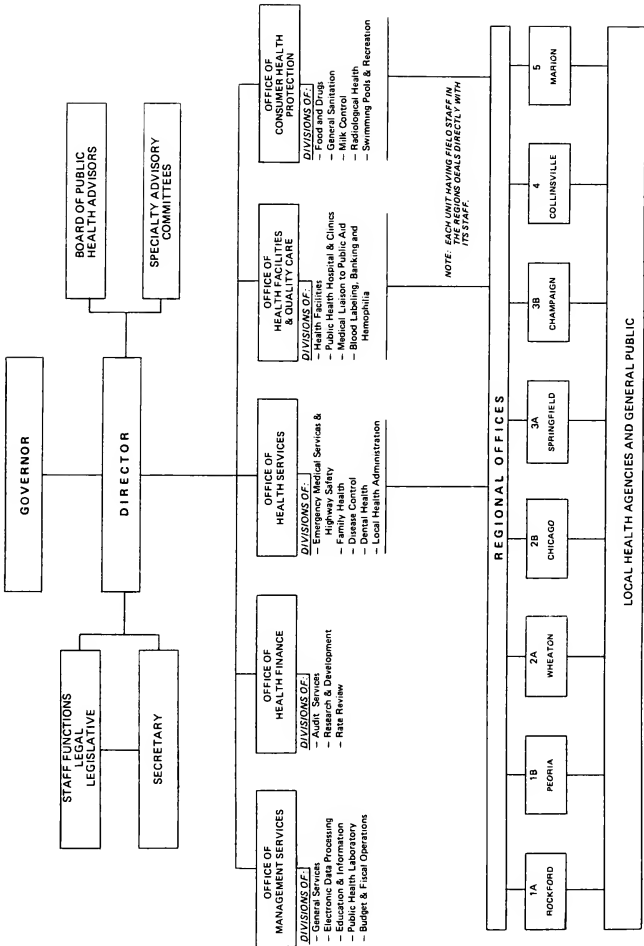 GOVERNOR
DIRECTOR
STAFF FUNCTIONS
LEGAL
LEGISLATIVE
SECRETARY
BOARD OF PUBLIC
HEALTH ADVISORS
SPECIALTY ADVISORY
COMMITTEES
OFFICE OF
MANAGEMENT SERVICES
DIVISIONS OF:
– General Services
– Electronic Data Processing
– Education & Information
– Public Health Laboratory
– Budget & Fiscal Operations
OFFICE OF
HEALTH FINANCE
DIVISIONS OF:
– Audit Services
– Research & Development
– Rate Review
OFFICE OF
HEALTH SERVICES
DIVISIONS OF:
– Emergency Medical Services &
Highway Safety
– Family Health
– Disease Control
– Dental Health
– Local Health Administration
OFFICE OF
HEALTH FACILITIES
& QUALITY CARE
DIVISIONS OF:
– Health Facilities
– Public Health Hospital & Clinics
– Medical Liaison to Public Aid
– Blood Labeling, Banking and
Hemophilia
OFFICE OF
CONSUMER HEALTH
PROTECTION
DIVISIONS OF:
– Food and Drugs
– General Sanitation
– Milk Control
– Radiological Health
– Swimming Pools & Recreation
NOTE: EACH UNIT HAVING FIELD STAFF IN
THE REGIONS DEALS DIRECTLY WITH
ITS STAFF.
REGIONAL OFFICES
1A
ROCKFORD
1B
PEORIA
2A
WHEATON
2B
CHICAGO
3A
SPRINGFIELD
3B
CHAMPAIGN
4
COLLINSVILLE
5
MARION
LOCAL HEALTH AGENCIES AND GENERAL PUBLIC